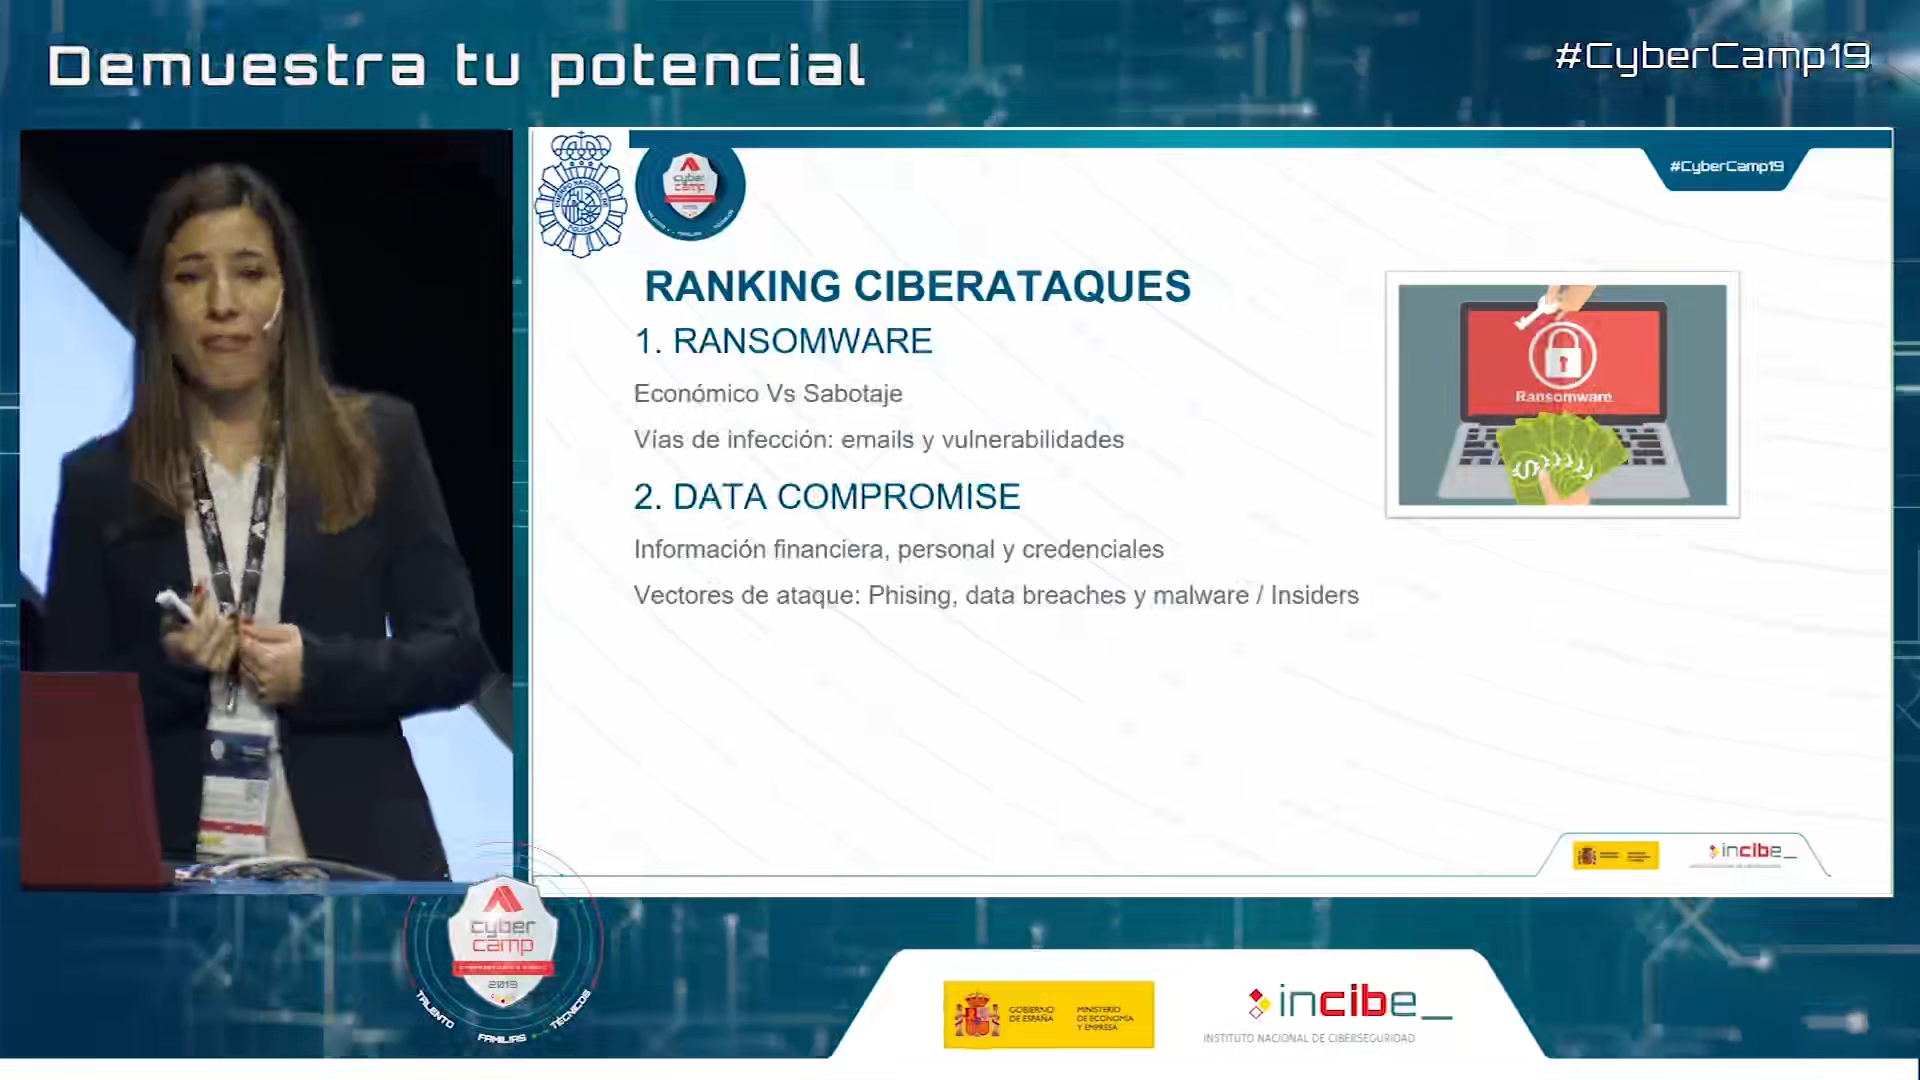 Demuestra tu potencial
#CyberCamp19
#CyberCamp19
cyber
camp
RANKING CIBERATAQUES
1. RANSOMWARE
Económico Vs Sabotaje
Vías de infección: emails y vulnerabilidades
2. DATA COMPROMISE
Información financiera, personal y credenciales
Vectores de ataque: Phising, data breaches y malware / Insiders
Ransomware
incibe_
cyber
camp
2019
TALENTO
FAMILIAS
TÉCNICOS
GOBIERNO
DE ESPAÑA
MINISTERIO
DE ECONOMÍA
Y EMPRESA
incibe_
INSTITUTO NACIONAL DE CIBERSEGURIDAD